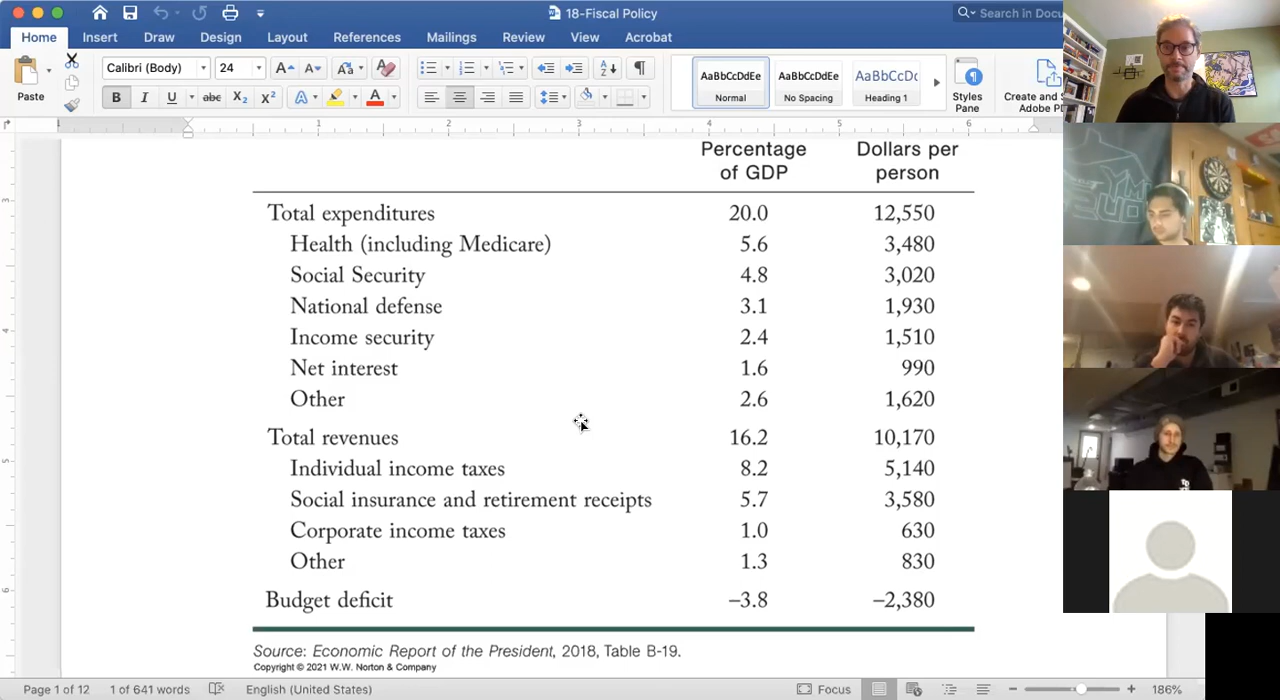 18-Fiscal Policy
Search in Docu
Home Insert Draw Design Layout References Mailings Review View Acrobat
Calibri (Body) 24
Paste
AaBbCcDdEe AaBbCcDdEe AaBbCcDc
Normal No Spacing Heading 1
Styles Pane
Create and S
Adobe PD
1 2 3 4 5 6
Percentage of GDP
Dollars per person
Total expenditures 20.0 12,550
Health (including Medicare) 5.6 3,480
Social Security 4.8 3,020
National defense 3.1 1,930
Income security 2.4 1,510
Net interest 1.6 990
Other 2.6 1,620
Total revenues 16.2 10,170
Individual income taxes 8.2 5,140
Social insurance and retirement receipts 5.7 3,580
Corporate income taxes 1.0 630
Other 1.3 830
Budget deficit –3.8 –2,380
Source: Economic Report of the President, 2018, Table B-19.
Copyright © 2021 W.W. Norton & Company
Page 1 of 12 1 of 641 words English (United States) Focus 186%